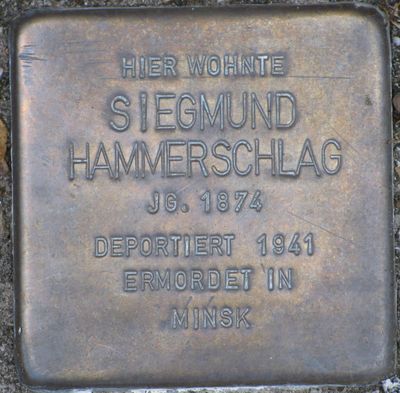 HIER WOHNTE
SIEGMUND
HAMMERSCHLAG
JG. 1874
DEPORTIERT 1941
ERMORDET IN
MINSK